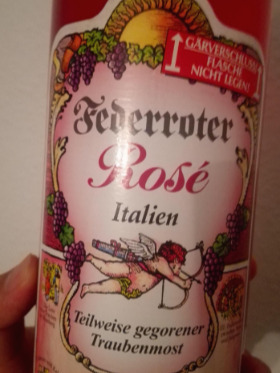 GÄRVERSCHLUSS!
FLASCHE
NICHT LEGEN!
Federroter
Rosé
Italien
Teilweise gegorener
Traubenmost